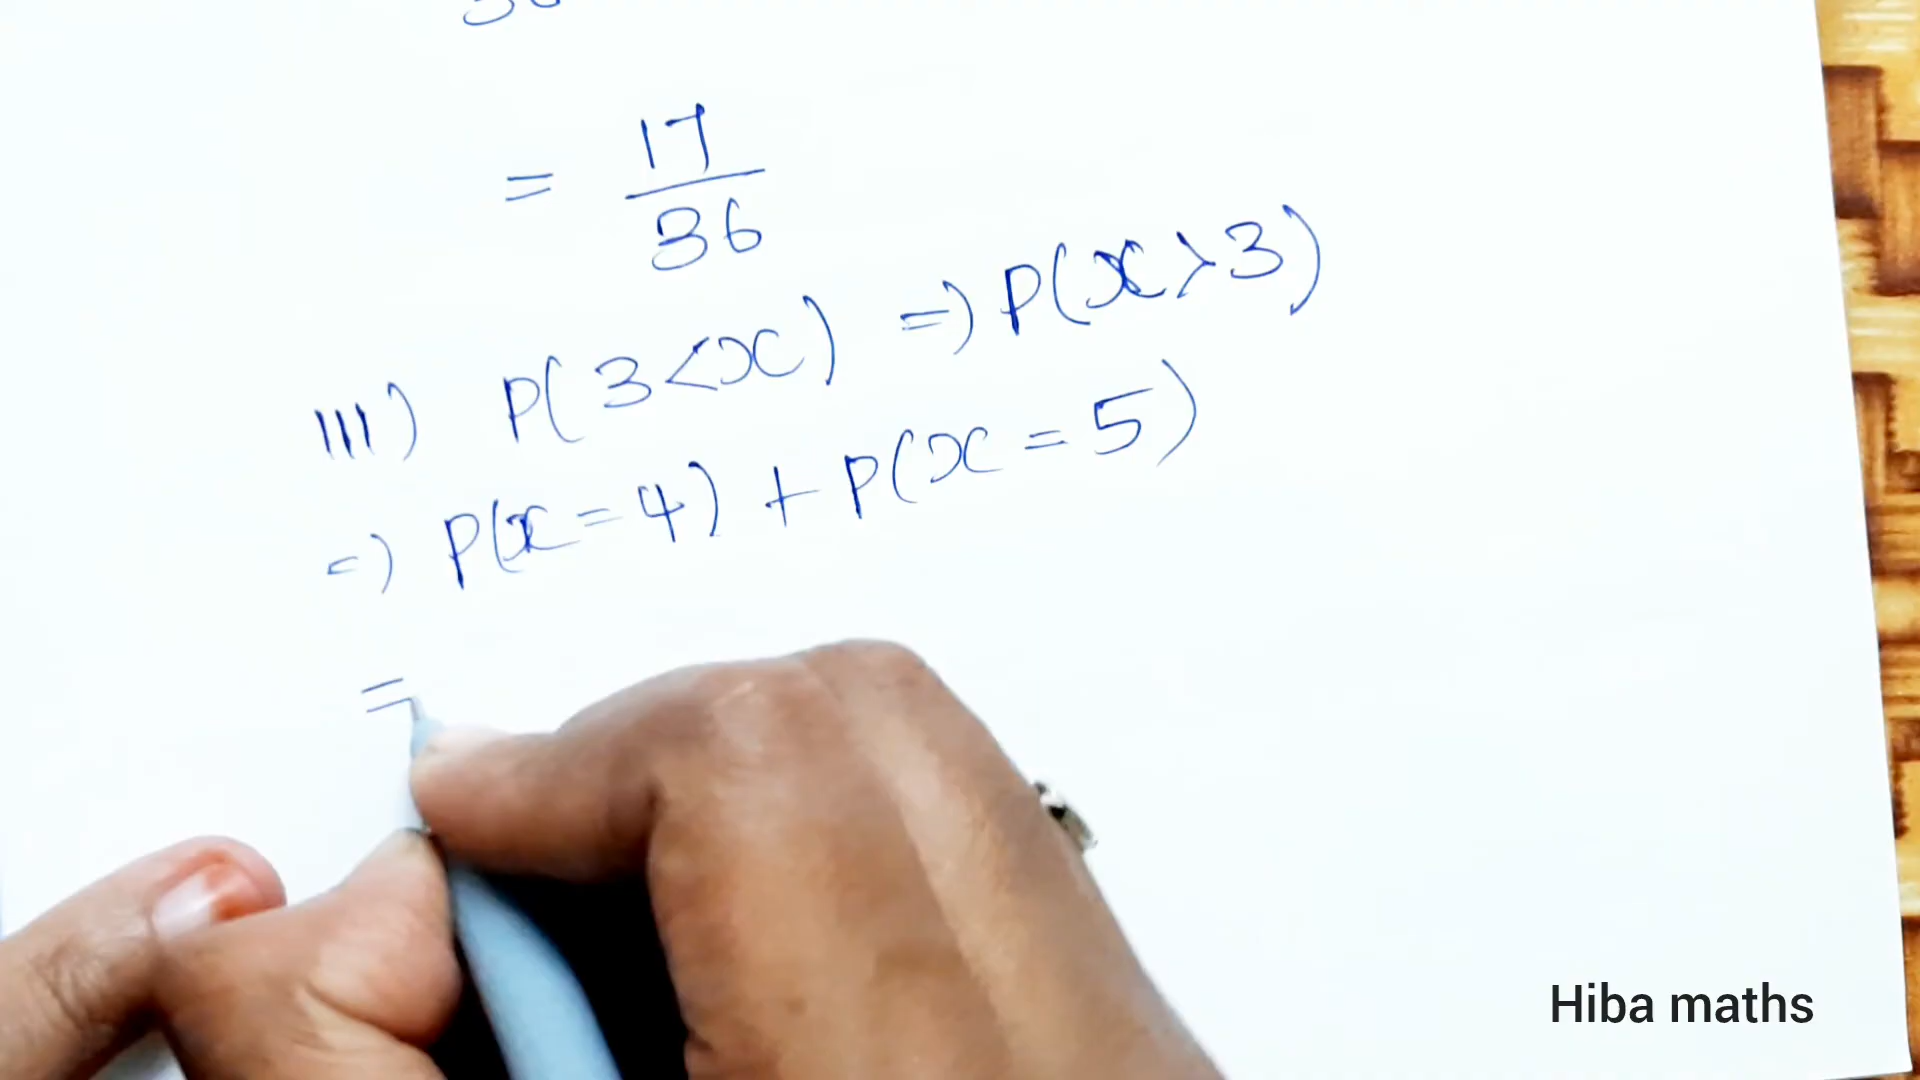 = 17/36
III) P(3<x) => P(x>3)
=) P(x=4) + P(x=5)
=
Hiba maths